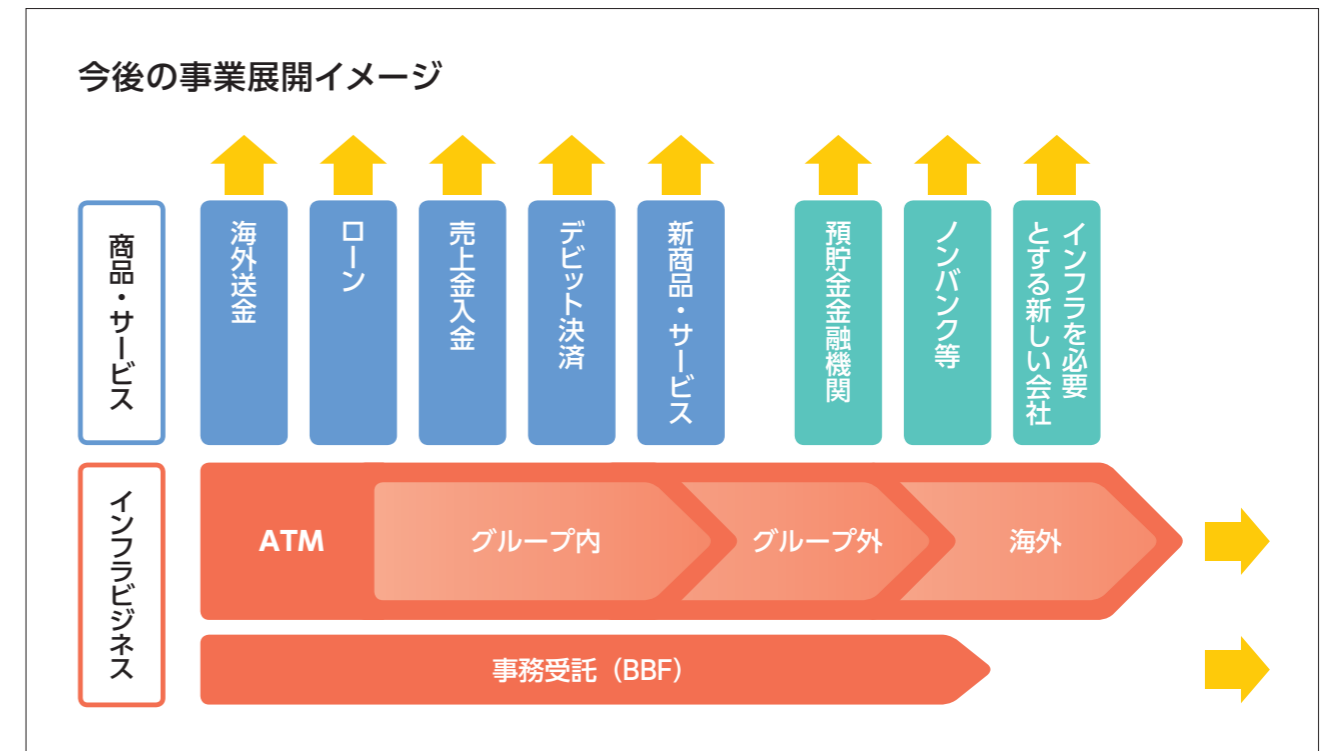 今後の事業展開イメージ
商品・サービス
海外送金
ローン
売上金入金
デビット決済
新商品・サービス
預貯金金融機関
ノンバンク等
インフラを必要
とする新しい会社
インフラビジネス
ATM
グループ内
グループ外
海外
事務受託（BBF）